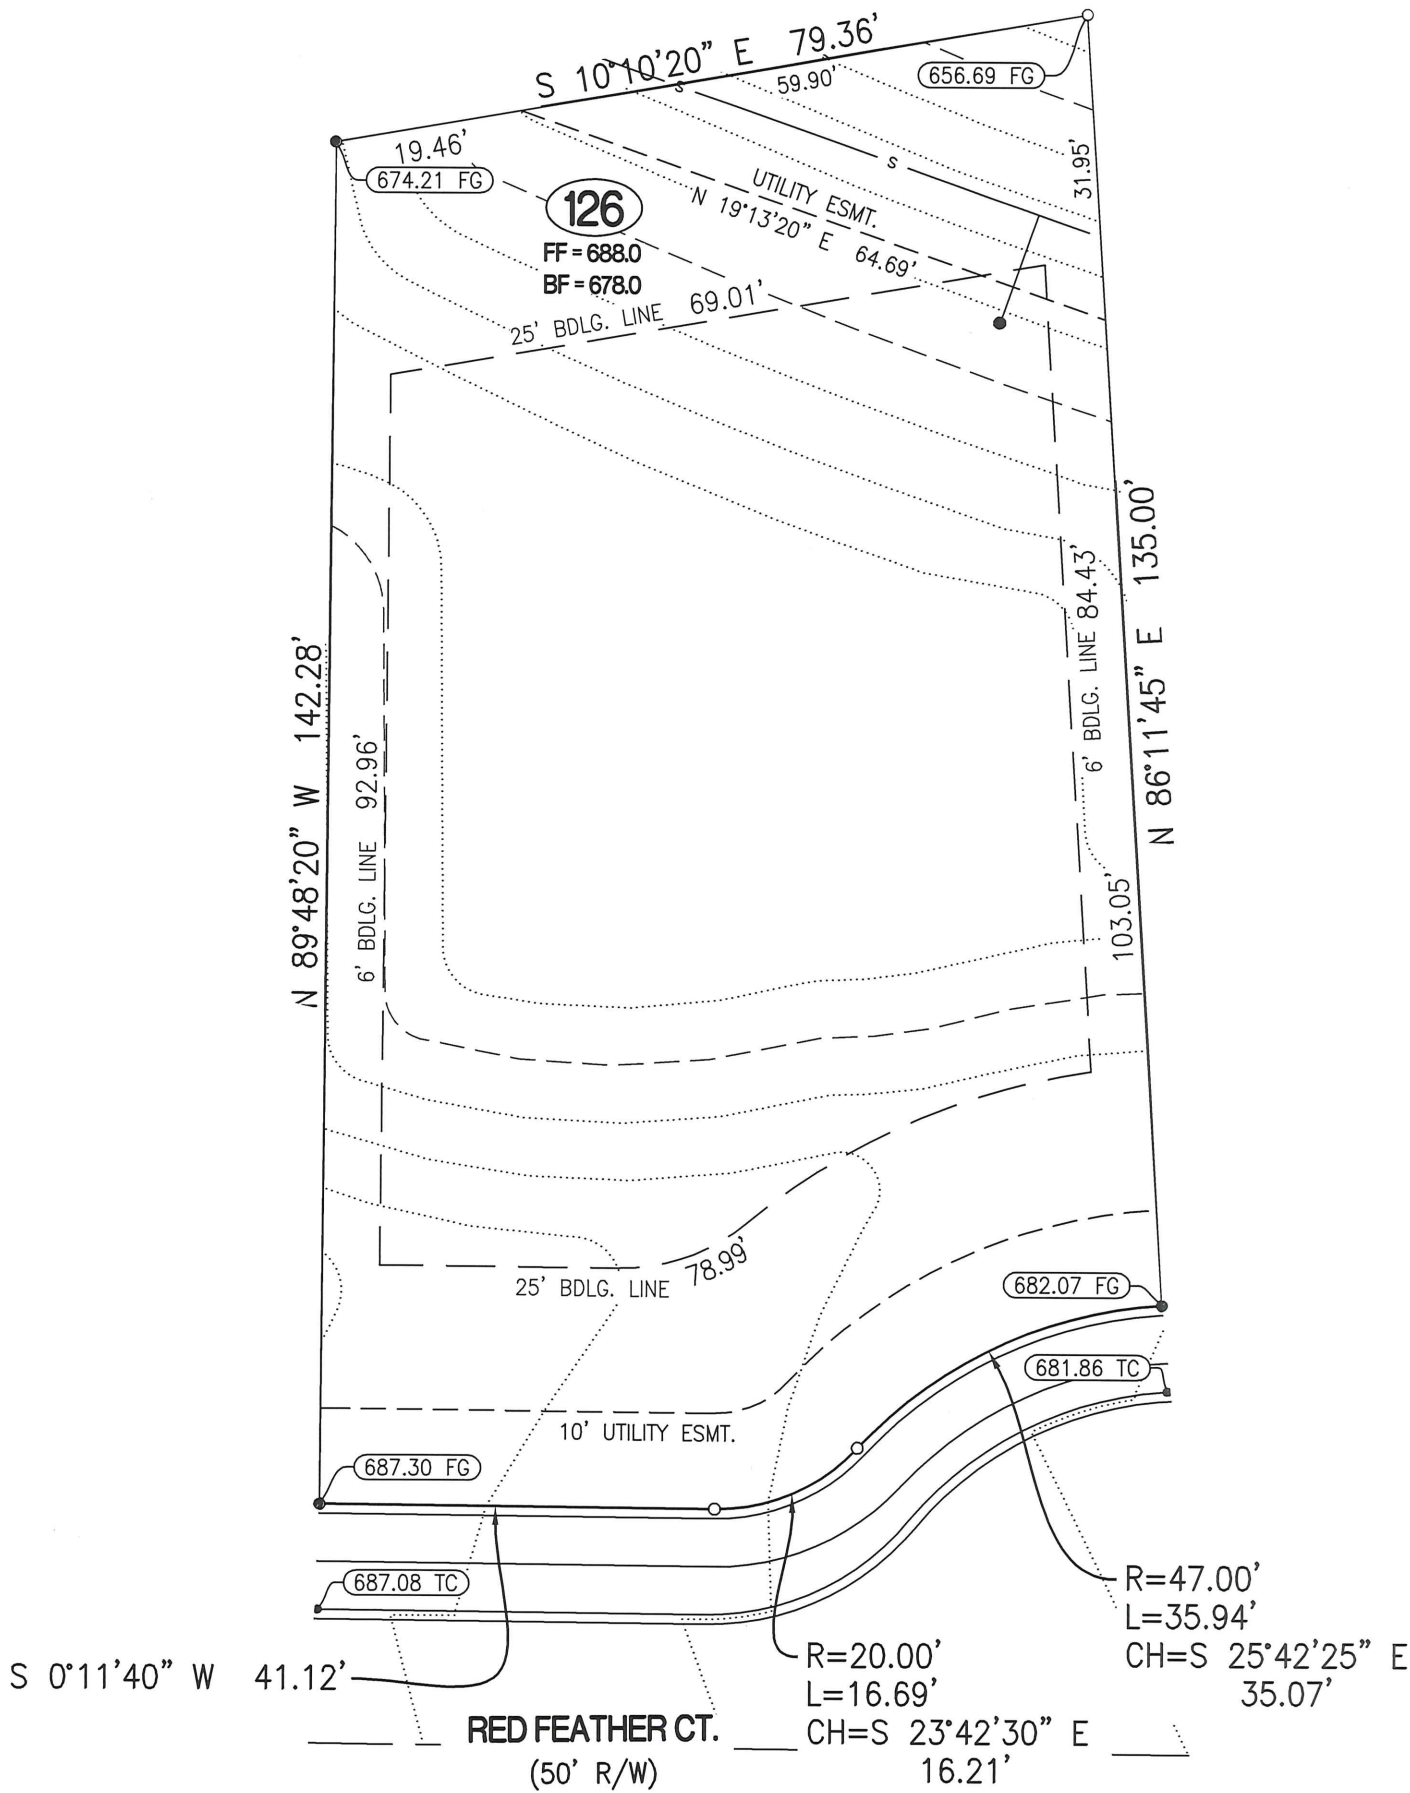 S 10°10'20" E 79.36'
59.90'
656.69 FG
19.46'
674.21 FG
31.95'
126
FF = 688.0
BF = 678.0
UTILITY ESMT.
N 19°13'20" E 64.69'
S
S
25' BDLG. LINE 69.01'
N 89°48'20" W 142.28'
6' BDLG. LINE 92.96'
6' BDLG. LINE 84.43'
N 86°11'45" E 135.00'
103.05'
25' BDLG. LINE 78.99'
682.07 FG
681.86 TC
10' UTILITY ESMT.
687.30 FG
687.08 TC
S 0°11'40" W 41.12'
R=20.00'
L=16.69'
CH=S 23°42'30" E
16.21'
R=47.00'
L=35.94'
CH=S 25°42'25" E
35.07'
RED FEATHER CT.
(50' R/W)